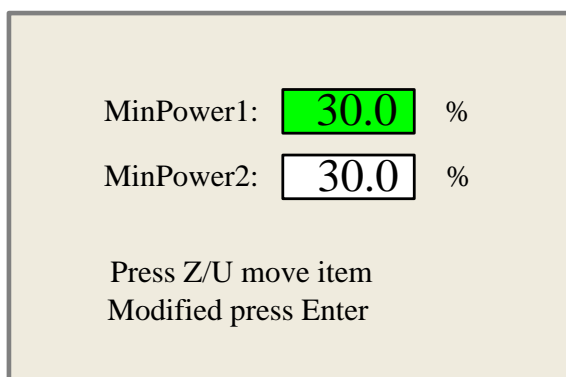 MinPower1: 30.0 %
MinPower2: 30.0 %
Press Z/U move item
Modified press Enter